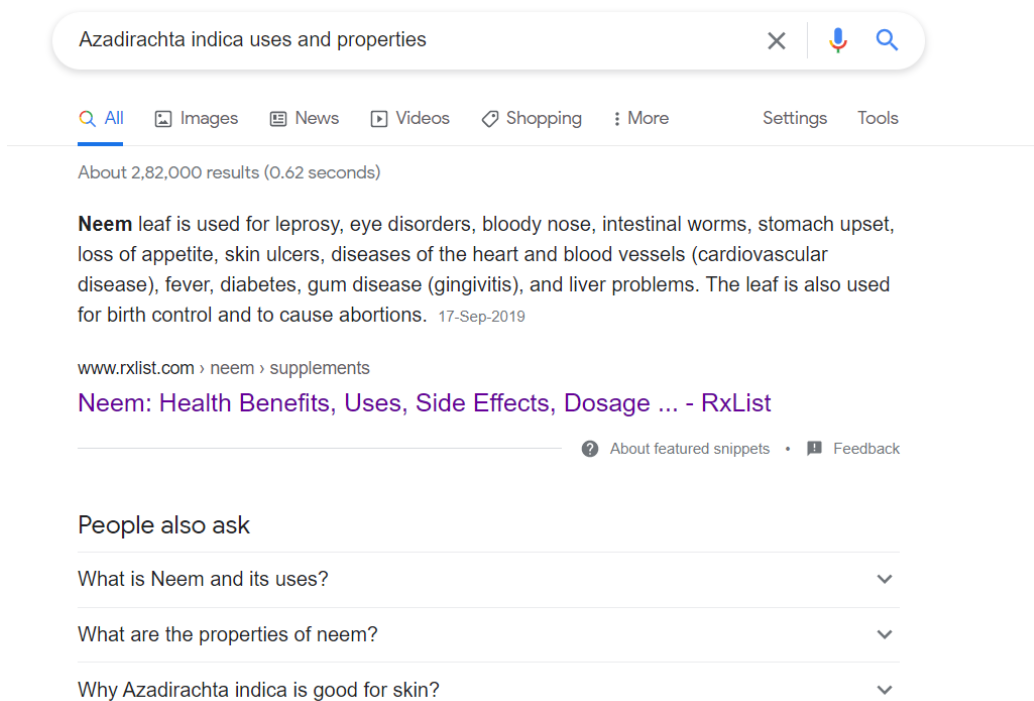 Azadirachta indica uses and properties
All Images News Videos Shopping More Settings Tools
About 2,82,000 results (0.62 seconds)
Neem leaf is used for leprosy, eye disorders, bloody nose, intestinal worms, stomach upset,
loss of appetite, skin ulcers, diseases of the heart and blood vessels (cardiovascular
disease), fever, diabetes, gum disease (gingivitis), and liver problems. The leaf is also used
for birth control and to cause abortions. 17-Sep-2019
www.rxlist.com › neem › supplements
Neem: Health Benefits, Uses, Side Effects, Dosage ... - RxList
About featured snippets • Feedback
People also ask
What is Neem and its uses?
What are the properties of neem?
Why Azadirachta indica is good for skin?